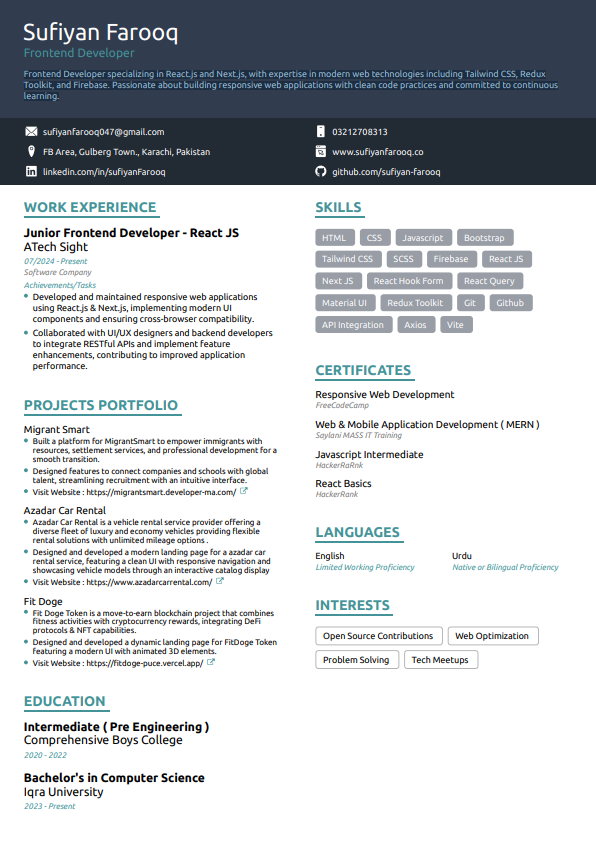 Sufiyan Farooq
Frontend Developer
Frontend Developer specializing in React.js and Next.js, with expertise in modern web technologies including Tailwind CSS, Redux
Toolkit, and Firebase. Passionate about building responsive web applications with clean code practices and committed to continuous
learning.
sufiyanfarooq047@gmail.com
03212708313
FB Area, Gulberg Town., Karachi, Pakistan
www.sufiyanfarooq.co
linkedin.com/in/sufiyanFarooq
github.com/sufiyan-farooq
WORK EXPERIENCE
Junior Frontend Developer - React JS
ATech Sight
07/2024 - Present
Software Company
Achievements/Tasks
Developed and maintained responsive web applications
using React.js & Next.js, implementing modern UI
components and ensuring cross-browser compatibility.
Collaborated with UI/UX designers and backend developers
to integrate RESTful APIs and implement feature
enhancements, contributing to improved application
performance.
PROJECTS PORTFOLIO
Migrant Smart
Built a platform for MigrantSmart to empower immigrants with
resources, settlement services, and professional development for a
smooth transition.
Designed features to connect companies and schools with global
talent, streamlining recruitment with an intuitive interface.
Visit Website : https://migrantsmart.developer-ma.com/
Azadar Car Rental
Azadar Car Rental is a vehicle rental service provider offering a
diverse fleet of luxury and economy vehicles providing flexible
rental solutions with unlimited mileage options .
Designed and developed a modern landing page for a azadar car
rental service, featuring a clean UI with responsive navigation and
showcasing vehicle models through an interactive catalog display
Visit Website : https://www.azadarcarrental.com/
Fit Doge
Fit Doge Token is a move-to-earn blockchain project that combines
fitness activities with cryptocurrency rewards, integrating DeFi
protocols & NFT capabilities.
Designed and developed a dynamic landing page for FitDoge Token
featuring a modern UI with animated 3D elements.
Visit Website : https://fitdoge-puce.vercel.app/
EDUCATION
Intermediate ( Pre Engineering )
Comprehensive Boys College
2020 - 2022
Bachelor's in Computer Science
Iqra University
2023 - Present
SKILLS
HTML CSS Javascript Bootstrap
Tailwind CSS SCSS Firebase React JS
Next JS React Hook Form React Query
Material UI Redux Toolkit Git Github
API Integration Axios Vite
CERTIFICATES
Responsive Web Development
FreeCodeCamp
Web & Mobile Application Development ( MERN )
Saylani MASS IT Training
Javascript Intermediate
HackerRaRnk
React Basics
HackerRank
LANGUAGES
English
Limited Working Proficiency
Urdu
Native or Bilingual Proficiency
INTERESTS
Open Source Contributions Web Optimization
Problem Solving Tech Meetups